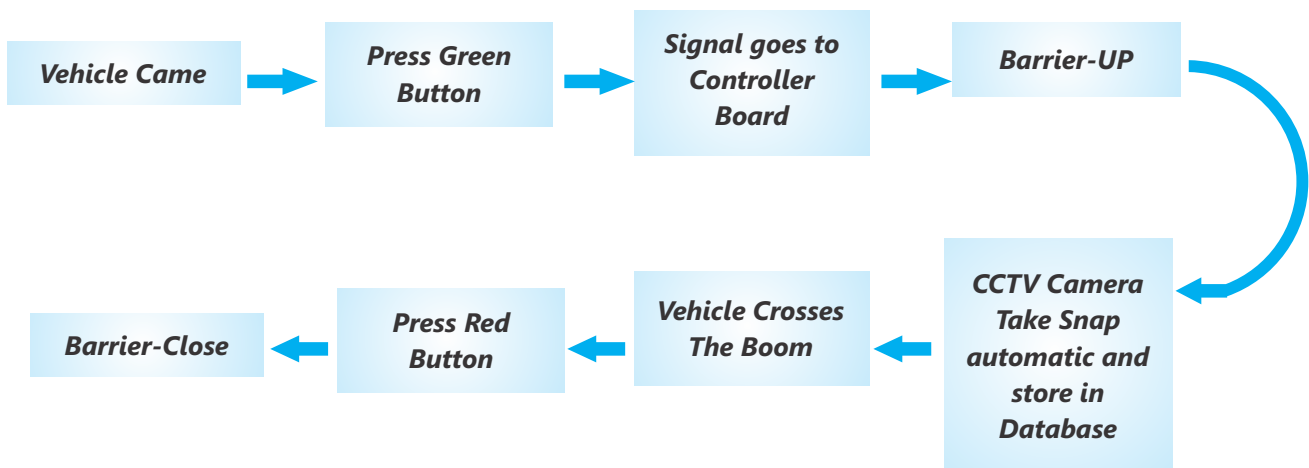 Vehicle Came
Press Green
Button
Signal goes to
Controller
Board
Barrier-UP
CCTV Camera
Take Snap
automatic and
store in
Database
Vehicle Crosses
The Boom
Press Red
Button
Barrier-Close